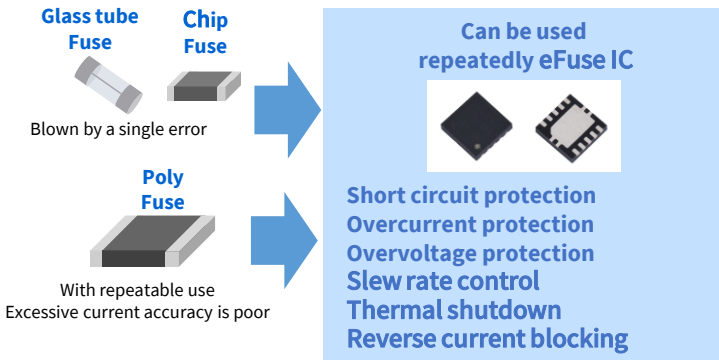 Glass tube
Fuse
Chip
Fuse
Blown by a single error
Poly
Fuse
With repeatable use
Excessive current accuracy is poor
Can be used
repeatedly eFuse IC
Short circuit protection
Overcurrent protection
Overvoltage protection
Slew rate control
Thermal shutdown
Reverse current blocking